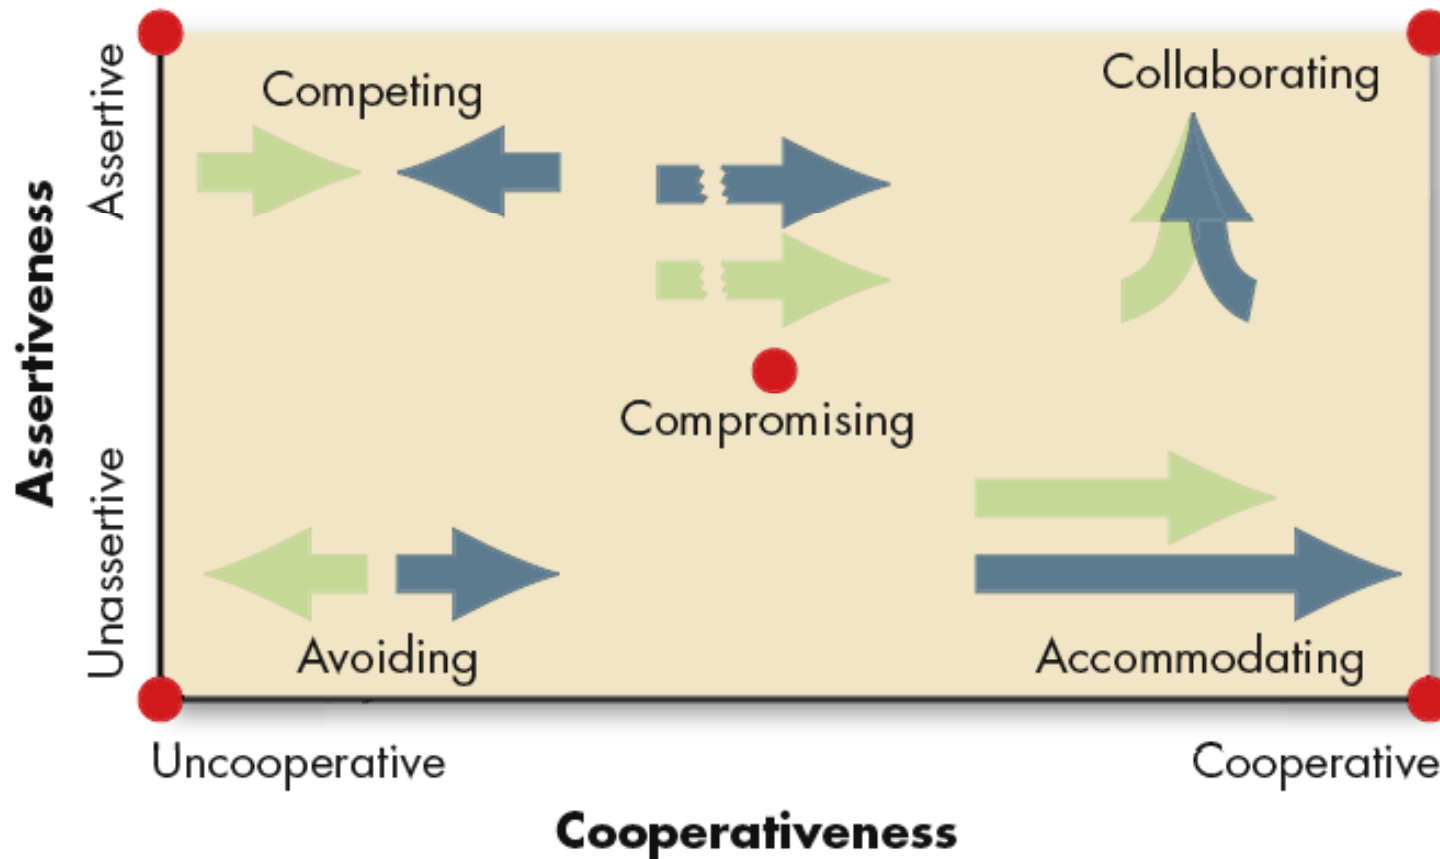 Assertiveness
Assertive
Unassertive
Competing
Collaborating
Compromising
Avoiding
Accommodating
Uncooperative
Cooperative
Cooperativeness